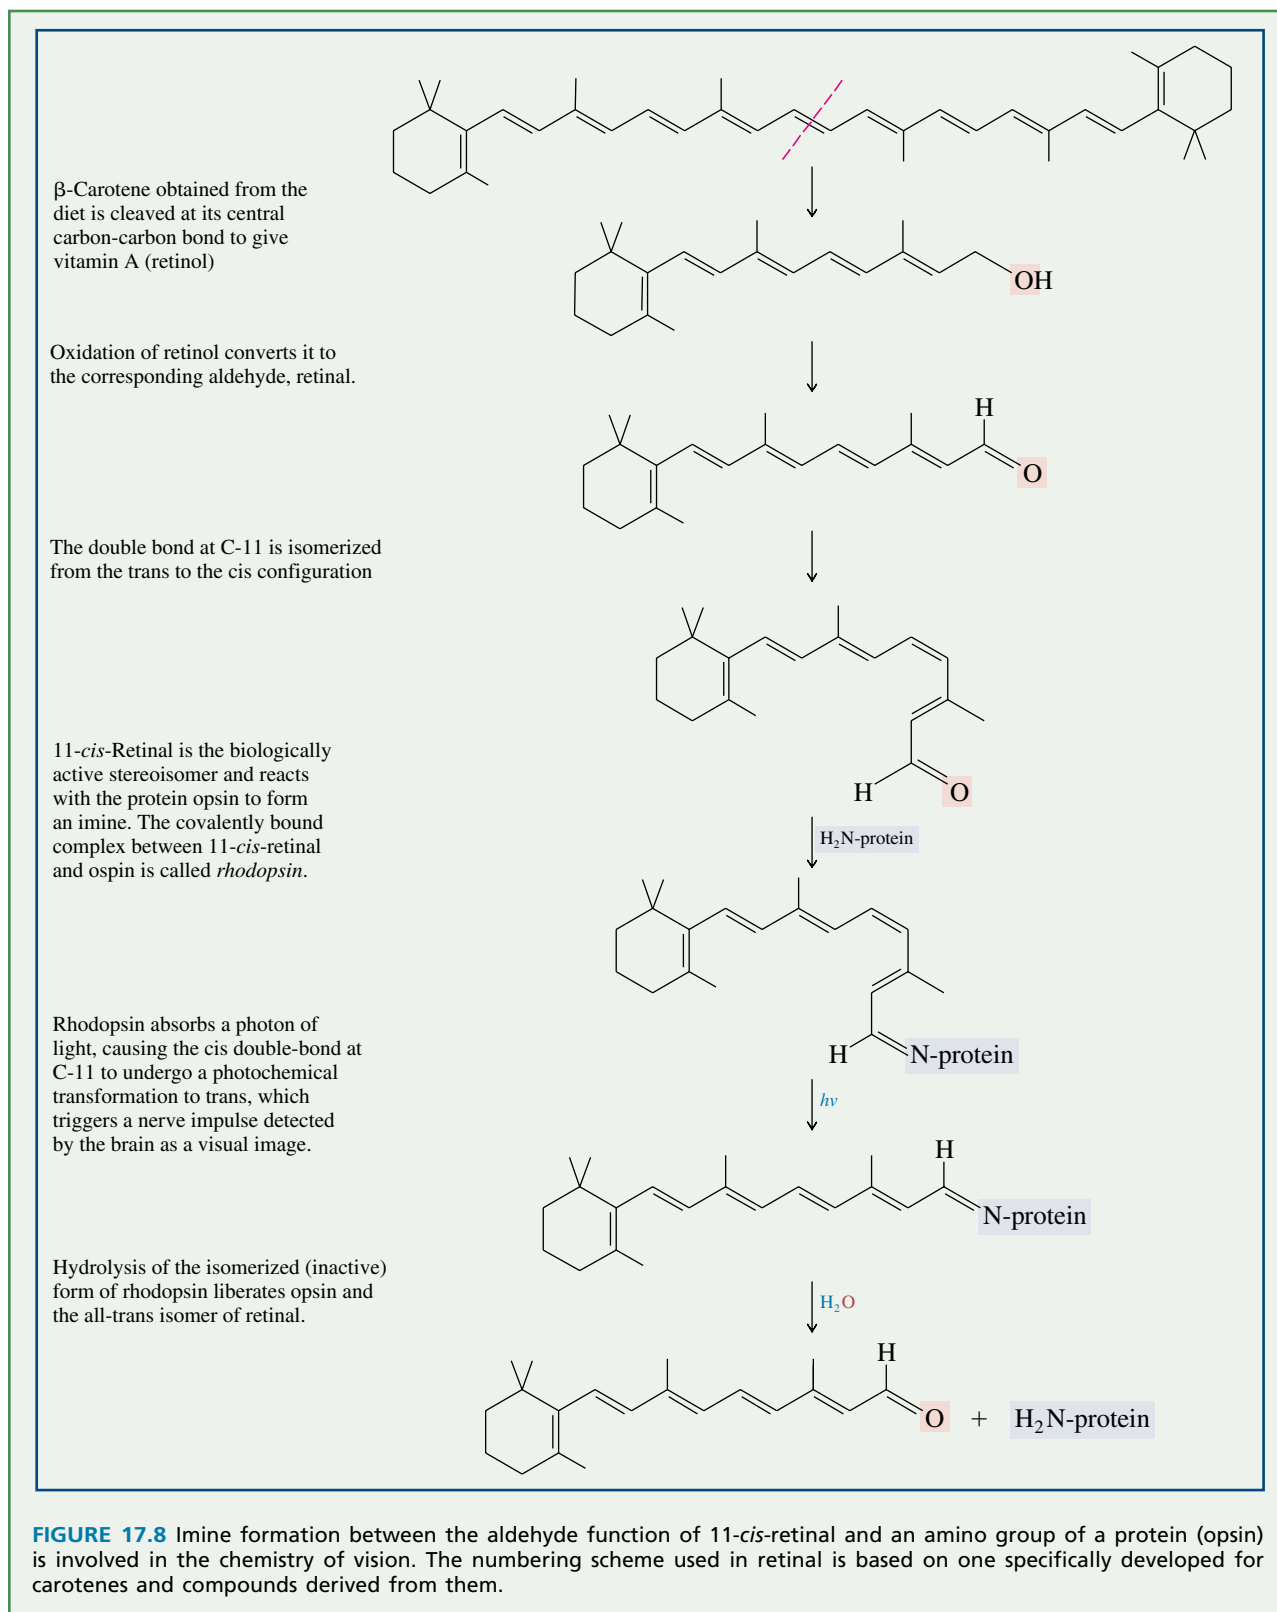 β-Carotene obtained from the
diet is cleaved at its central
carbon-carbon bond to give
vitamin A (retinol)
OH
Oxidation of retinol converts it to
the corresponding aldehyde, retinal.
H
O
The double bond at C-11 is isomerized
from the trans to the cis configuration
H
O
11-cis-Retinal is the biologically
active stereoisomer and reacts
with the protein opsin to form
an imine. The covalently bound
complex between 11-cis-retinal
and ospin is called rhodopsin.
H₂N-protein
H
N-protein
Rhodopsin absorbs a photon of
light, causing the cis double-bond at
C-11 to undergo a photochemical
transformation to trans, which
triggers a nerve impulse detected
by the brain as a visual image.
hv
H
N-protein
Hydrolysis of the isomerized (inactive)
form of rhodopsin liberates opsin and
the all-trans isomer of retinal.
H₂O
H
O + H₂N-protein
FIGURE 17.8 Imine formation between the aldehyde function of 11-cis-retinal and an amino group of a protein (opsin)
is involved in the chemistry of vision. The numbering scheme used in retinal is based on one specifically developed for
carotenes and compounds derived from them.